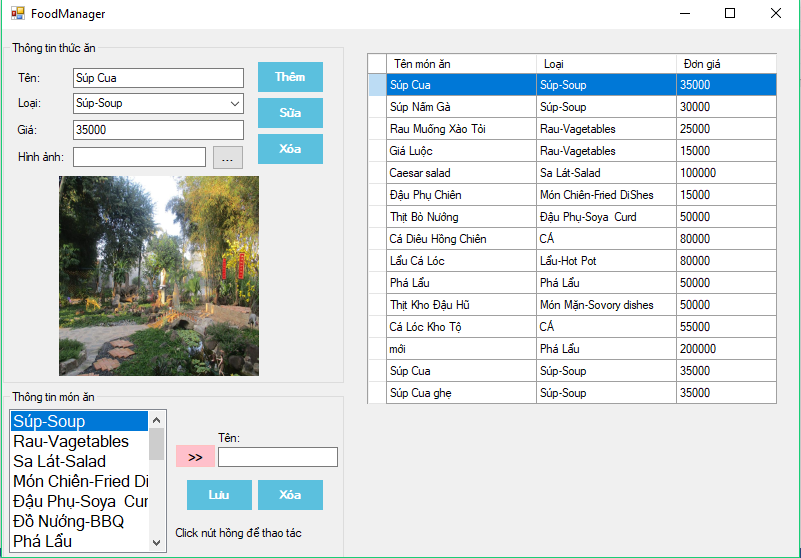 FoodManager
Thông tin thức ăn
Tên: Súp Cua Thêm
Loại: Súp-Soup Sửa
Giá: 35000 Xóa
Hình ảnh: ...
Tên món ăn Loại Đơn giá
Súp Cua Súp-Soup 35000
Súp Nấm Gà Súp-Soup 30000
Rau Muống Xào Tỏi Rau-Vagetables 25000
Giá Luộc Rau-Vagetables 15000
Caesar salad Sa Lát-Salad 100000
Đậu Phụ Chiên Món Chiên-Fried DiShes 15000
Thịt Bò Nướng Đậu Phụ-Soya  Curd 50000
Cá Diêu Hồng Chiên CÁ 80000
Lẩu Cá Lóc Lẩu-Hot Pot 80000
Phá Lấu Phá Lấu 50000
Thịt Kho Đậu Hũ Món Mặn-Sovory dishes 50000
Cá Lóc Kho Tộ CÁ 55000
mới Phá Lấu 200000
Súp Cua Súp-Soup 35000
Súp Cua ghẹ Súp-Soup 35000
Thông tin món ăn
Súp-Soup
Rau-Vagetables
Sa Lát-Salad
Món Chiên-Fried Di
Đậu Phụ-Soya  Curd
Đồ Nướng-BBQ
Phá Lấu
Tên:
>>
Lưu Xóa
Click nút hồng để thao tác